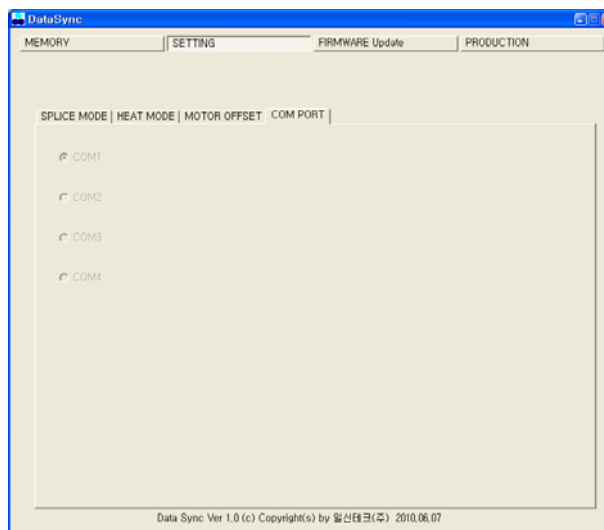 DataSync
MEMORY SETTING FIRMWARE Update PRODUCTION
SPLICE MODE | HEAT MODE | MOTOR OFFSET COM PORT |
COM1
COM2
COM3
COM4
Data Sync Ver 1,0 (c) Copyright(s) by 일신테크(주) 2010,06,07